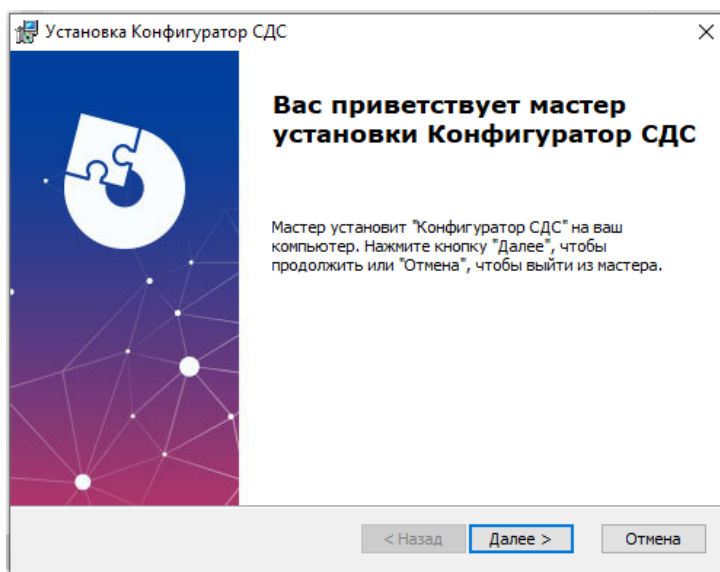 Установка Конфигуратор СДС
Вас приветствует мастер
установки Конфигуратор СДС
Мастер установит "Конфигуратор СДС" на ваш
компьютер. Нажмите кнопку "Далее", чтобы
продолжить или "Отмена", чтобы выйти из мастера.
< Назад
Далее >
Отмена